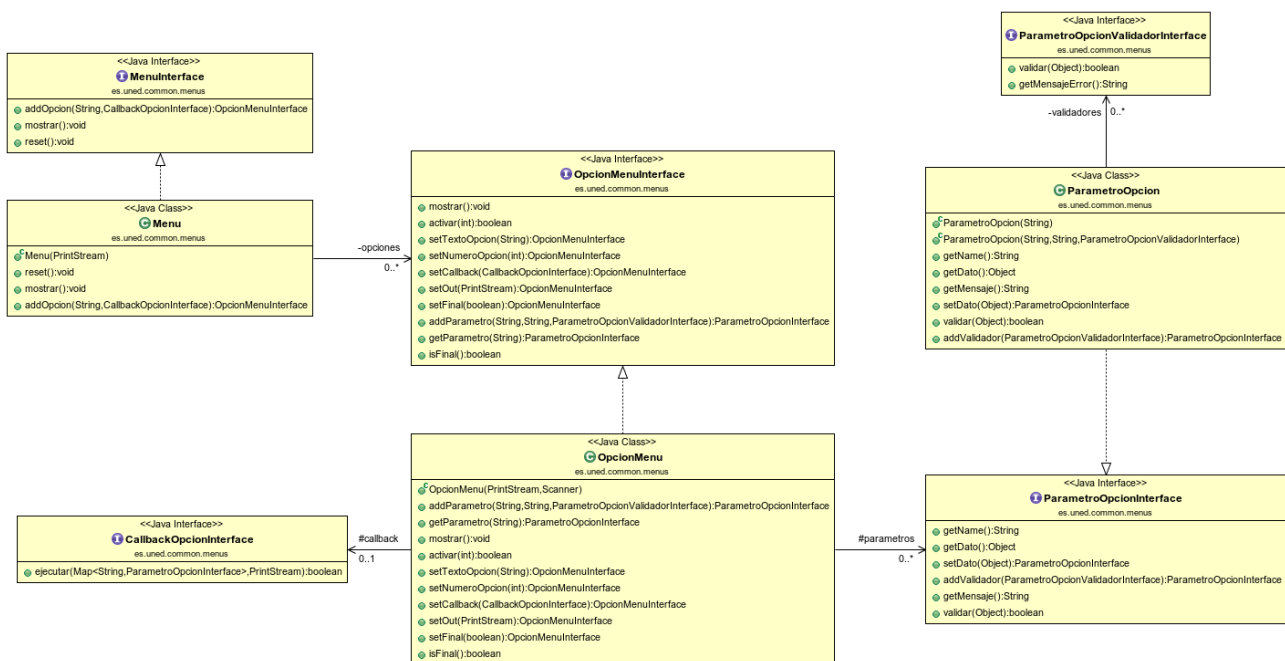 <<Java Interface>>
MenuInterface
es.uned.common.menus
addOpcion(String,CallbackOpcionInterface):OpcionMenuInterface
mostrar():void
reset():void
<<Java Class>>
Menu
es.uned.common.menus
Menu(PrintStream)
reset():void
mostrar():void
addOpcion(String,CallbackOpcionInterface):OpcionMenuInterface
-opciones
0..*
<<Java Interface>>
OpcionMenuInterface
es.uned.common.menus
mostrar():void
activar(int):boolean
setTextoOpcion(String):OpcionMenuInterface
setNumeroOpcion(int):OpcionMenuInterface
setCallback(CallbackOpcionInterface):OpcionMenuInterface
setOut(PrintStream):OpcionMenuInterface
setFinal(boolean):OpcionMenuInterface
addParametro(String,String,ParametroOpcionValidadorInterface):ParametroOpcionInterface
getParametro(String):ParametroOpcionInterface
isFinal():boolean
<<Java Interface>>
ParametroOpcionValidadorInterface
es.uned.common.menus
validar(Object):boolean
getMensajeError():String
-validadores
0..*
<<Java Class>>
ParametroOpcion
es.uned.common.menus
ParametroOpcion(String)
ParametroOpcion(String,String,ParametroOpcionValidadorInterface)
getName():String
getDato():Object
getMensaje():String
setDato(Object):ParametroOpcionInterface
validar(Object):boolean
addValidador(ParametroOpcionValidadorInterface):ParametroOpcionInterface
<<Java Interface>>
CallbackOpcionInterface
es.uned.common.menus
ejecutar(Map<String,ParametroOpcionInterface>,PrintStream):boolean
#callback
0..1
<<Java Class>>
OpcionMenu
es.uned.common.menus
OpcionMenu(PrintStream,Scanner)
addParametro(String,String,ParametroOpcionValidadorInterface):ParametroOpcionInterface
getParametro(String):ParametroOpcionInterface
mostrar():void
activar(int):boolean
setTextoOpcion(String):OpcionMenuInterface
setNumeroOpcion(int):OpcionMenuInterface
setCallback(CallbackOpcionInterface):OpcionMenuInterface
setOut(PrintStream):OpcionMenuInterface
setFinal(boolean):OpcionMenuInterface
isFinal():boolean
#parametros
0..*
<<Java Interface>>
ParametroOpcionInterface
es.uned.common.menus
getName():String
getDato():Object
setDato(Object):ParametroOpcionInterface
addValidador(ParametroOpcionValidadorInterface):ParametroOpcionInterface
getMensaje():String
validar(Object):boolean